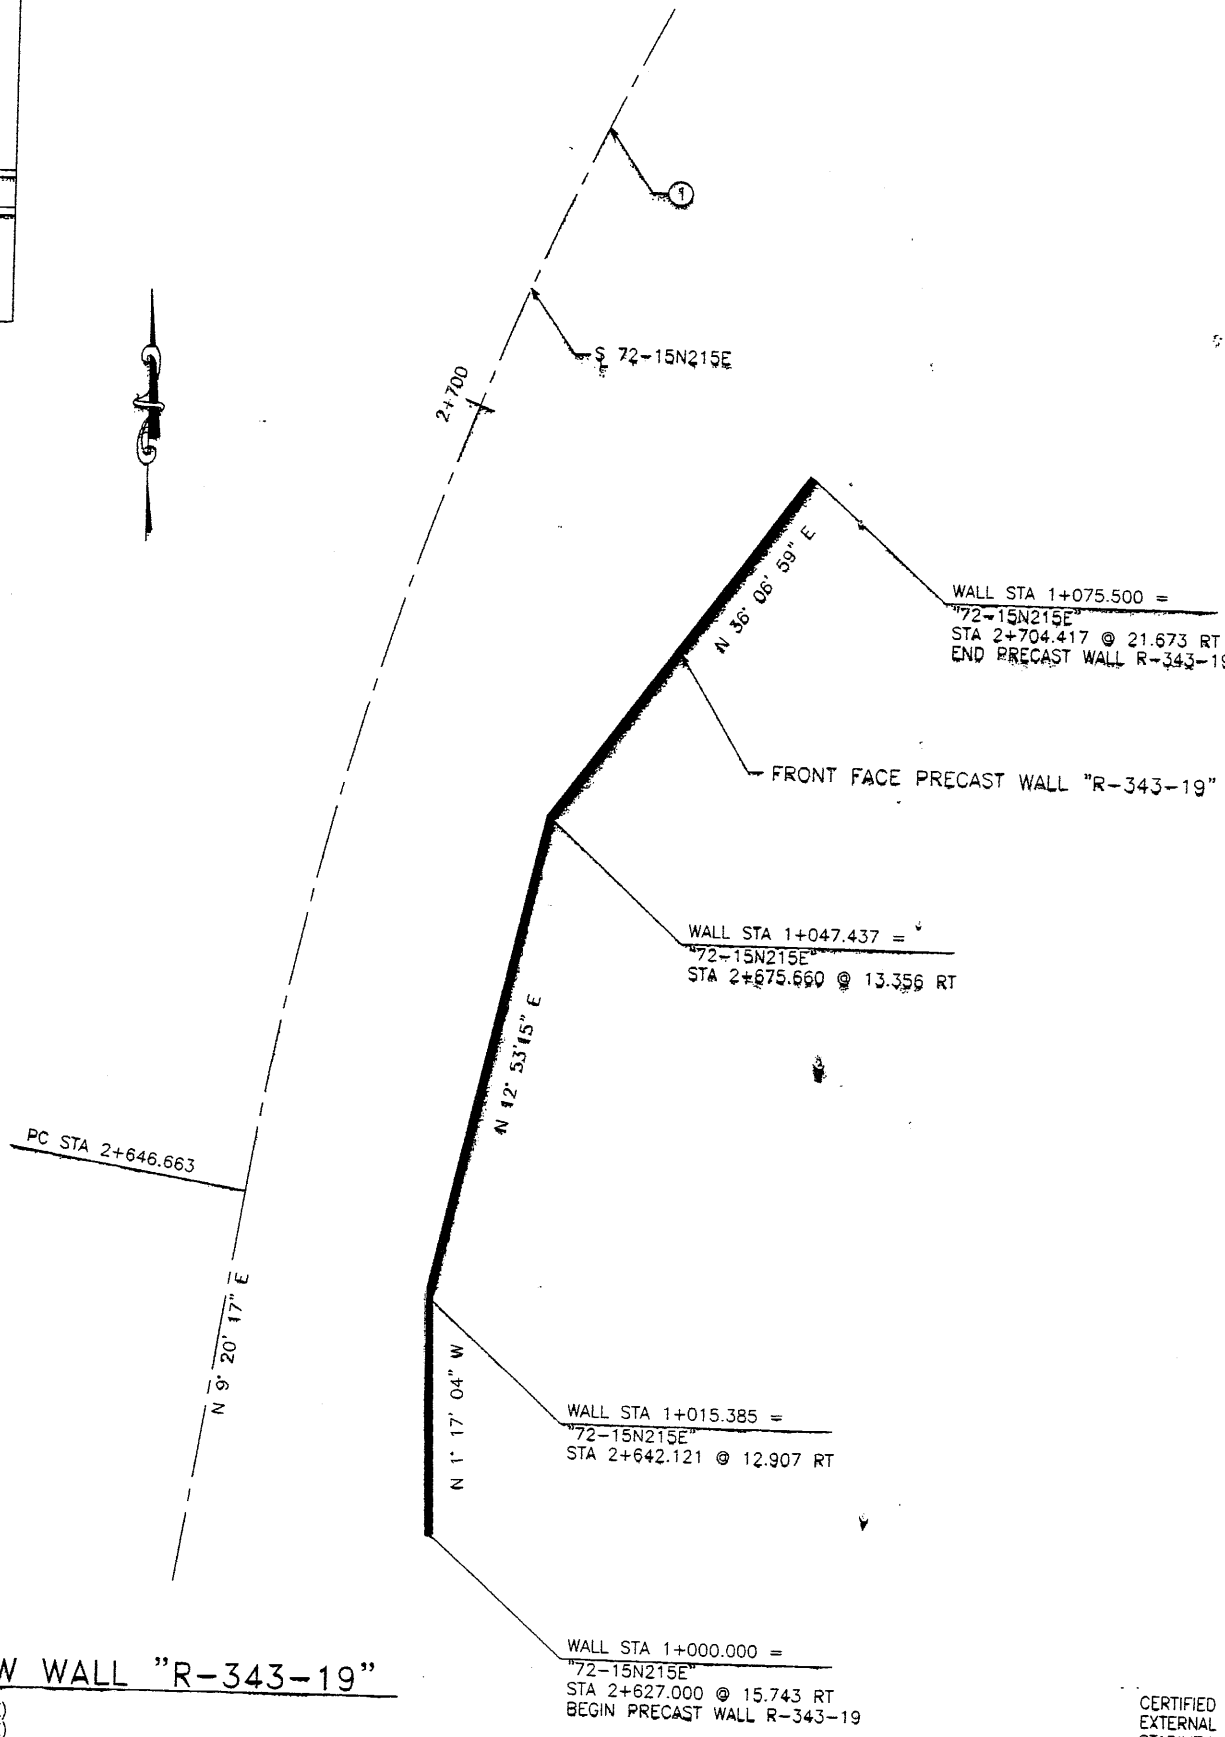 1
S 72-15N215E
2+700
N 36° 06' 59" E
WALL STA 1+075.500 =
"72-15N215E"
STA 2+704.417 @ 21.673 RT
END PRECAST WALL R-343-19
FRONT FACE PRECAST WALL "R-343-19"
WALL STA 1+047.437 =
"72-15N215E"
STA 2+675.660 @ 13.356 RT
N 12° 53' 15" E
PC STA 2+646.663
N 9° 20' 17" E
N 1° 17' 04" W
WALL STA 1+015.385 =
"72-15N215E"
STA 2+642.121 @ 12.907 RT
WALL STA 1+000.000 =
"72-15N215E"
STA 2+627.000 @ 15.743 RT
BEGIN PRECAST WALL R-343-19
W WALL "R-343-19"
CERTIFIED
EXTERNAL